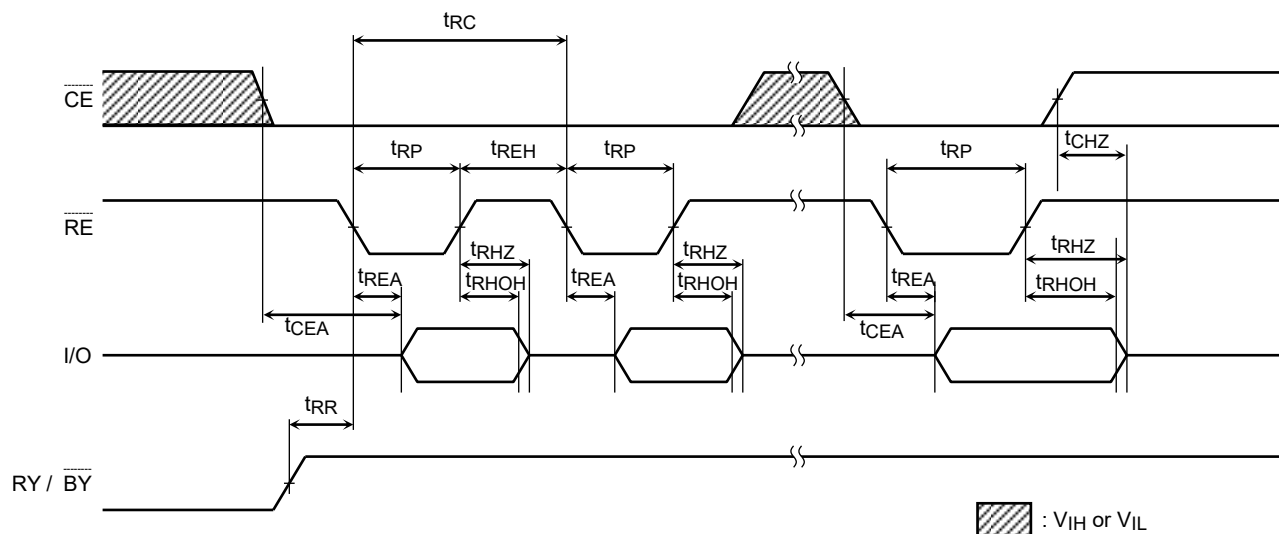 tRC
CE
tCHZ
tRP tREH tRP tRP
RE
tRHZ tRHZ tRHZ
tREA tRHOH tREA tRHOH tREA tRHOH
tCEA tCEA
I/O
tRR
RY / BY
: VIH or VIL